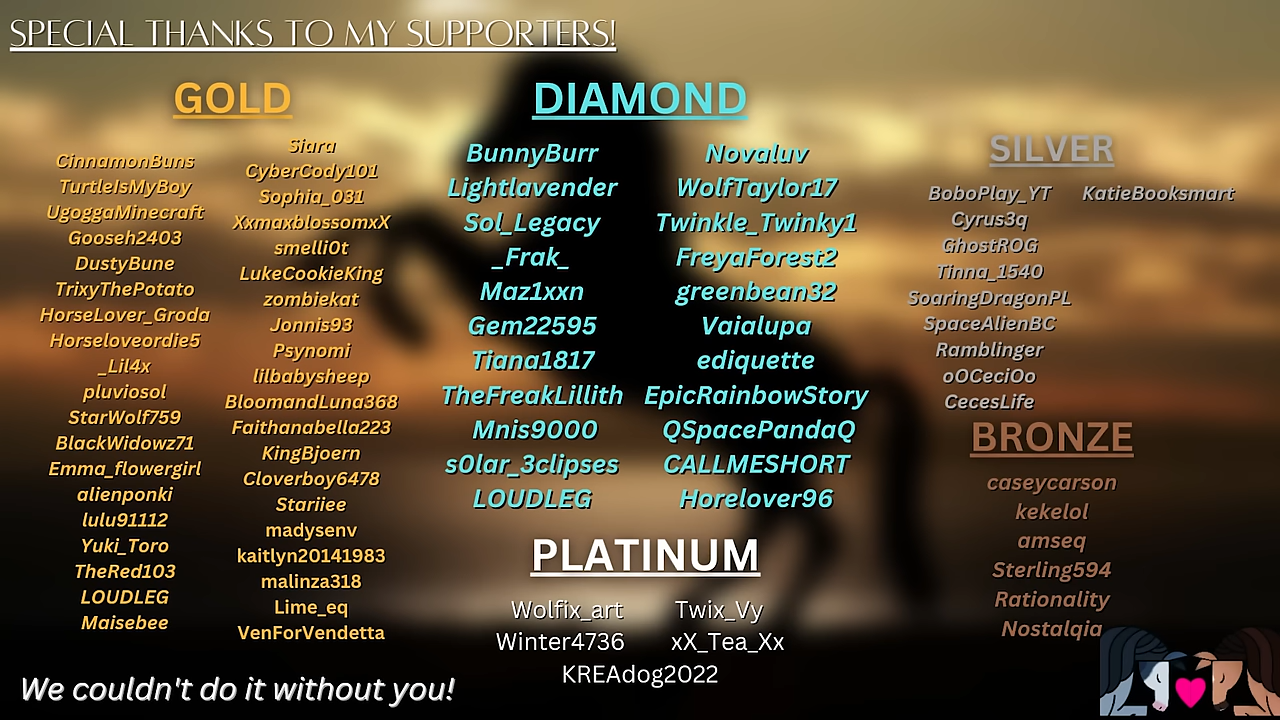 SPECIAL THANKS TO MY SUPPORTERS!
GOLD
CinnamonBuns
TurtleIsMyBoy
UgoggaMinecraft
Gooseh2403
DustyBune
TrixyThePotato
HorseLover_Groda
Horseloveordie5
_Lil4x
pluviosol
StarWolf759
BlackWidowz71
Emma_flowergirl
alienponki
lulu91112
Yuki_Toro
TheRed103
LOUDLEG
Maisebee
Siara
CyberCody101
Sophia_031
XxmaxblossomxX
smelli0t
LukeCookieKing
zombiekat
Jonnis93
Psynomi
lilbabysheep
BloomandLuna368
Faithanabella223
KingBjoern
Cloverboy6478
Stariiee
madysenv
kaitlyn20141983
malinza318
Lime_eq
VenForVendetta
DIAMOND
BunnyBurr
Lightlavender
Sol_Legacy
_Frak_
Maz1xxn
Gem22595
Tiana1817
TheFreakLillith
Mnis9000
s0lar_3clipses
LOUDLEG
Novaluv
WolfTaylor17
Twinkle_Twinky1
FreyaForest2
greenbean32
Vaialupa
ediquette
EpicRainbowStory
QSpacePandaQ
CALLMESHORT
Horelover96
PLATINUM
Wolfix_art Twix_Vy
Winter4736 xX_Tea_Xx
KREAdog2022
SILVER
BoboPlay_YT KatieBooksmart
Cyrus3q
GhostROG
Tinna_1540
SoaringDragonPL
SpaceAlienBC
Ramblinger
oOCeciOo
CecesLife
BRONZE
caseycarson
kekelol
amseq
Sterling594
Rationality
Nostalqia
We couldn't do it without you!